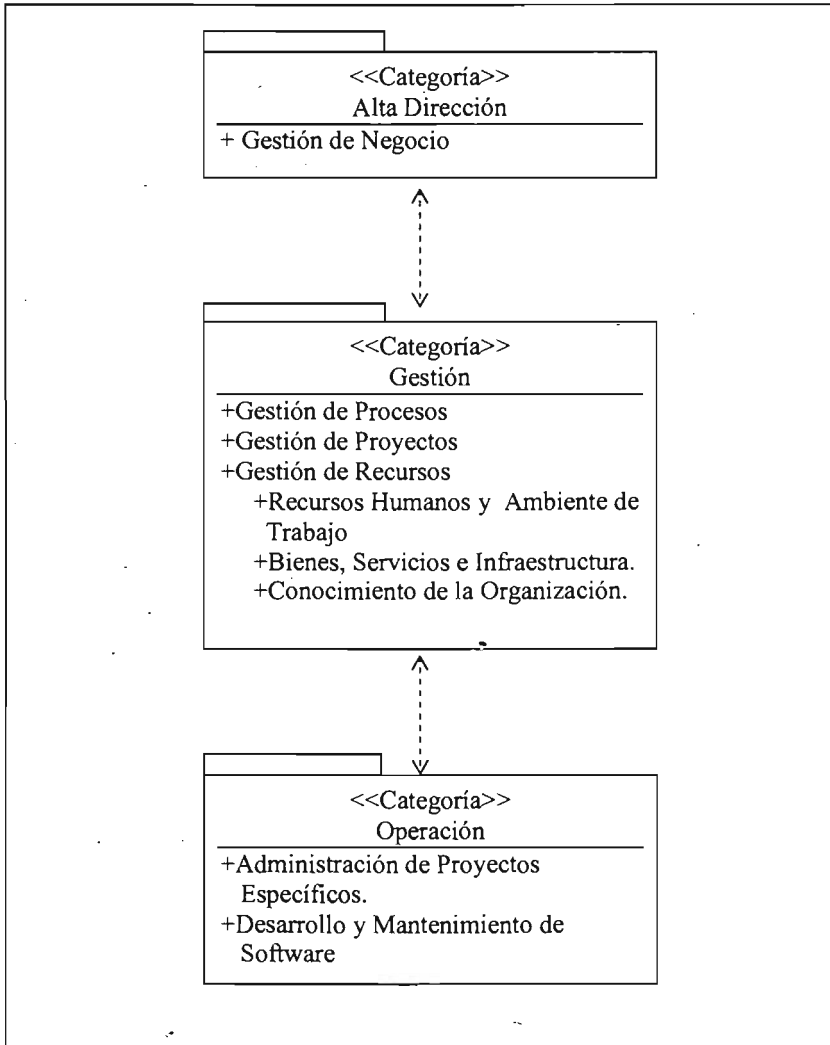 <<Categoría>>
Alta Dirección
+ Gestión de Negocio
<<Categoría>>
Gestión
+Gestión de Procesos
+Gestión de Proyectos
+Gestión de Recursos
+Recursos Humanos y Ambiente de
Trabajo
+Bienes, Servicios e Infraestructura.
+Conocimiento de la Organización.
<<Categoría>>
Operación
+Administración de Proyectos
Específicos.
+Desarrollo y Mantenimiento de
Software